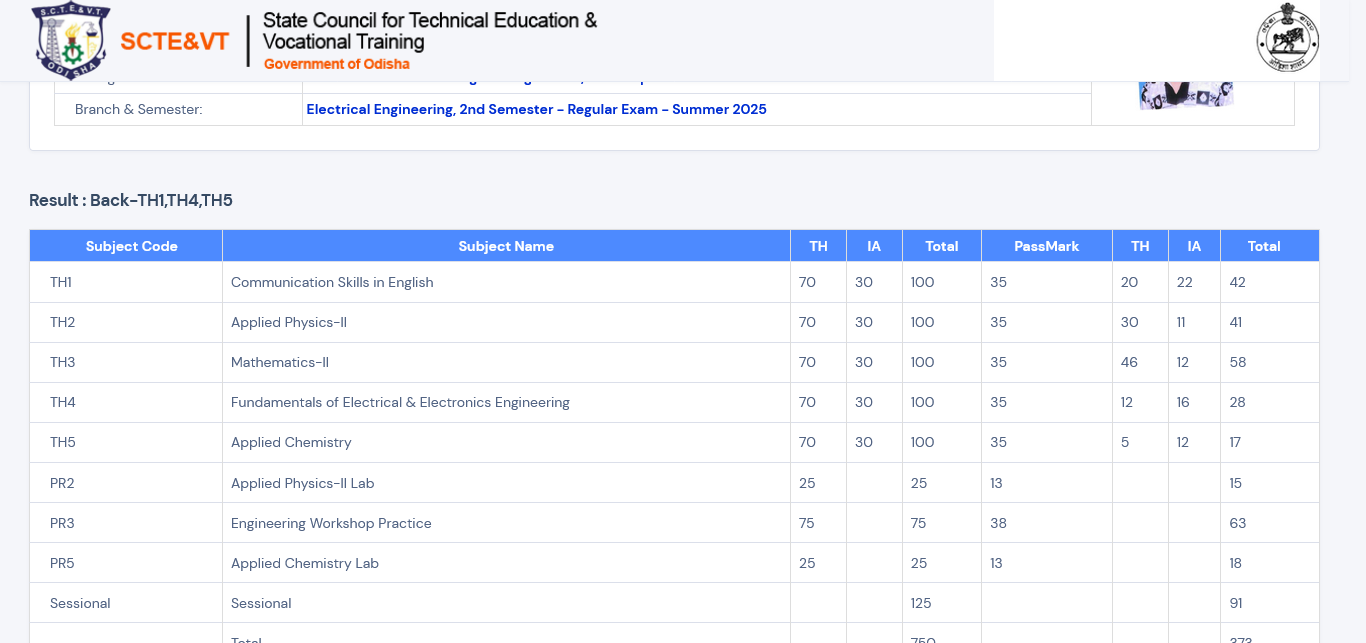 S.C.T.E.& V.T.
ODISHA
SCTE&VT
State Council for Technical Education &
Vocational Training
Government of Odisha
Branch & Semester: Electrical Engineering, 2nd Semester - Regular Exam - Summer 2025
Result : Back-TH1,TH4,TH5
Subject Code Subject Name TH IA Total PassMark TH IA Total
TH1 Communication Skills in English 70 30 100 35 20 22 42
TH2 Applied Physics-II 70 30 100 35 30 11 41
TH3 Mathematics-II 70 30 100 35 46 12 58
TH4 Fundamentals of Electrical & Electronics Engineering 70 30 100 35 12 16 28
TH5 Applied Chemistry 70 30 100 35 5 12 17
PR2 Applied Physics-II Lab 25 25 13 15
PR3 Engineering Workshop Practice 75 75 38 63
PR5 Applied Chemistry Lab 25 25 13 18
Sessional Sessional 125 91
Total 750 373